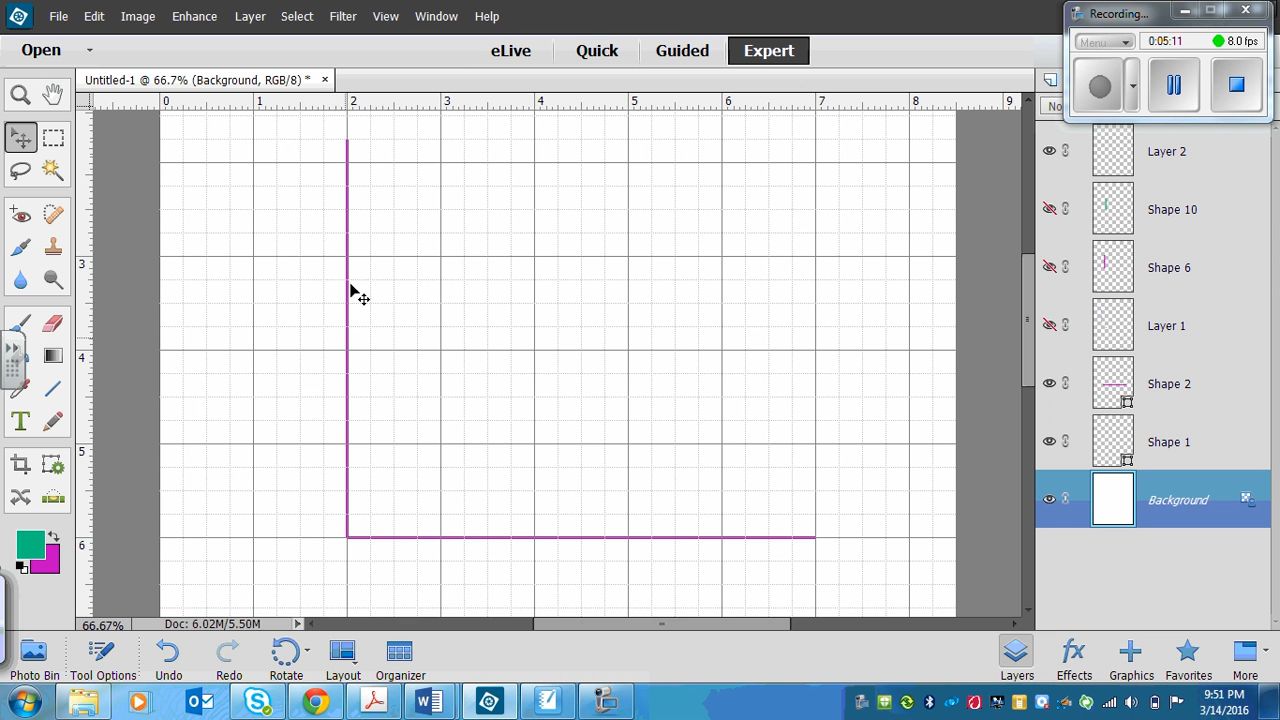 File Edit Image Enhance Layer Select Filter View Window Help
Recording...
Menu 0:05:11 8.0 fps
Open eLive Quick Guided Expert
Untitled-1 @ 66.7% (Background, RGB/8) * ×
No
0 1 2 3 4 5 6 7 8 9
3
4
5
6
Layer 2
Shape 10
Shape 6
Layer 1
Shape 2
Shape 1
Background
T
66.67% Doc: 6.02M/5.50M
fx
Photo Bin Tool Options Undo Redo Rotate Layout Organizer Layers Effects Graphics Favorites More
9:51 PM
3/14/2016